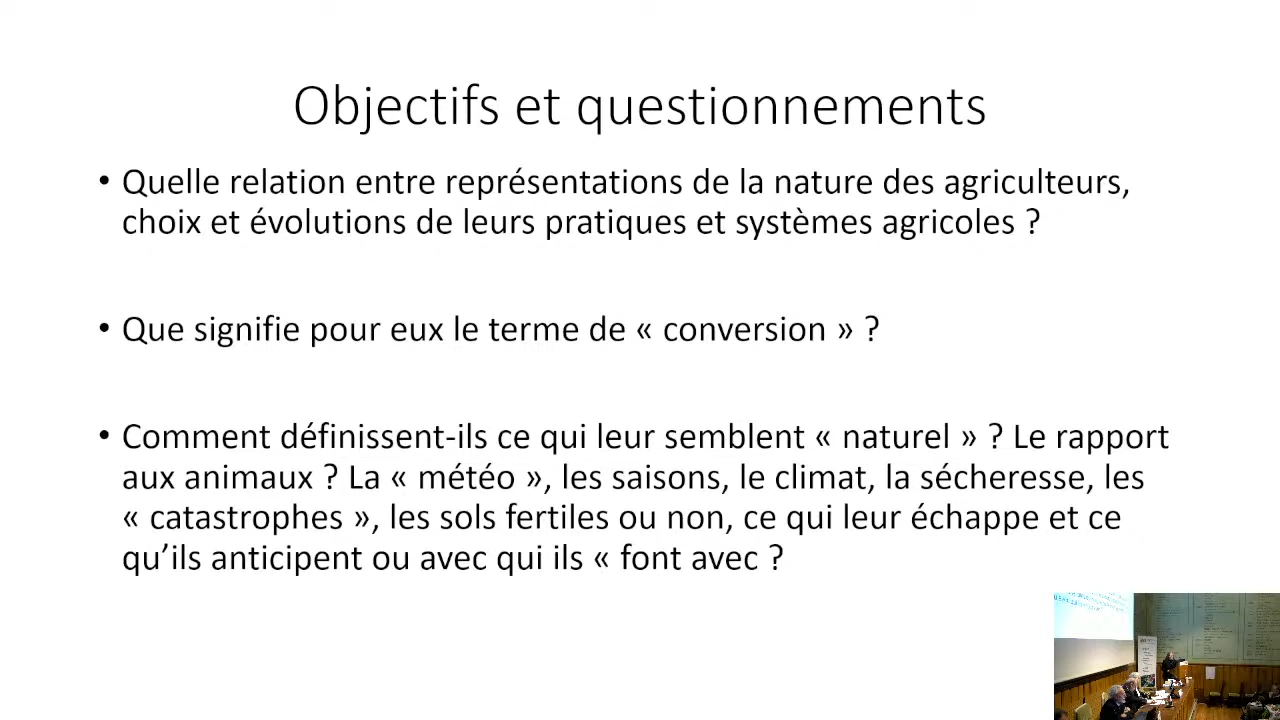 Objectifs et questionnements
• Quelle relation entre représentations de la nature des agriculteurs,
choix et évolutions de leurs pratiques et systèmes agricoles ?
• Que signifie pour eux le terme de « conversion » ?
• Comment définissent-ils ce qui leur semblent « naturel » ? Le rapport
aux animaux ? La « météo », les saisons, le climat, la sécheresse, les
« catastrophes », les sols fertiles ou non, ce qui leur échappe et ce
qu’ils anticipent ou avec qui ils « font avec ?